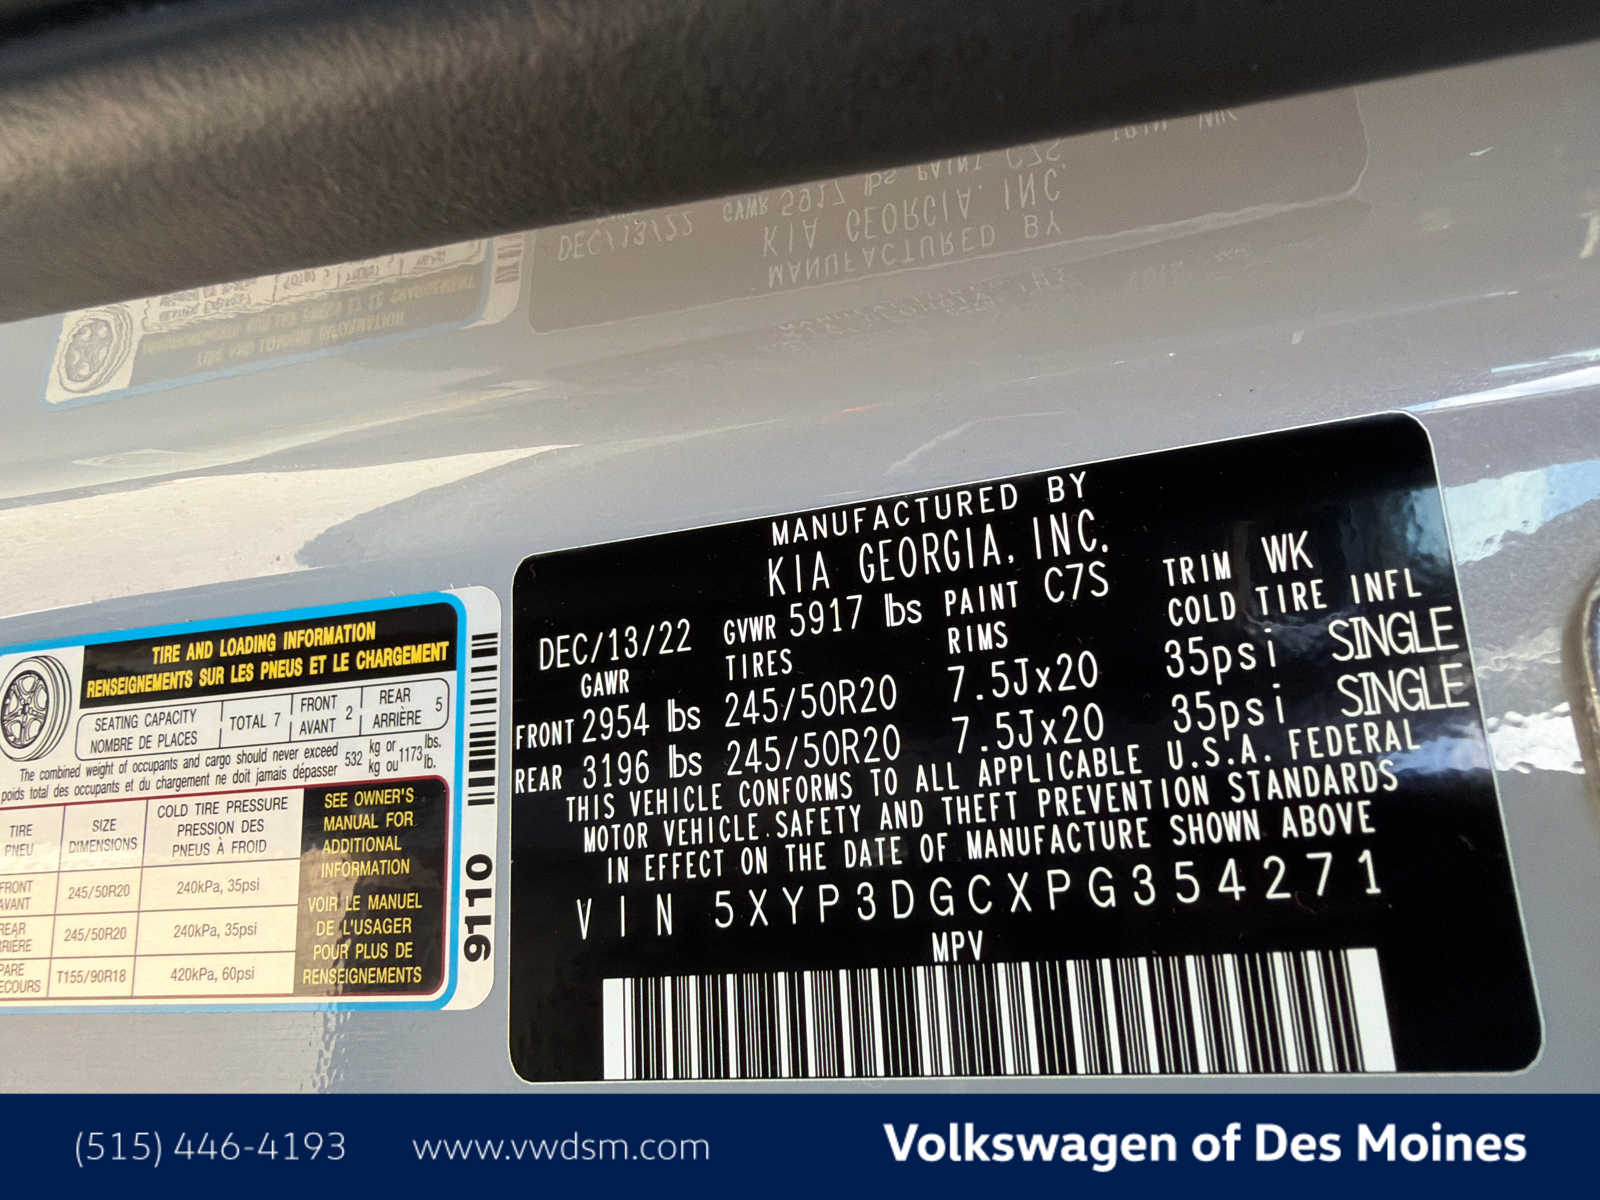 MANUFACTURED BY
KIA GEORGIA, INC.
DEC/13/22 GVWR 5917 lbs PAINT C7S TRIM WK
GAWR TIRES RIMS COLD TIRE INFL
FRONT 2954 lbs 245/50R20 7.5Jx20 35psi SINGLE
REAR 3196 lbs 245/50R20 7.5Jx20 35psi SINGLE
THIS VEHICLE CONFORMS TO ALL APPLICABLE U.S.A. FEDERAL
MOTOR VEHICLE SAFETY AND THEFT PREVENTION STANDARDS
IN EFFECT ON THE DATE OF MANUFACTURE SHOWN ABOVE
VIN 5XYP3DGCXPG354271
MPV
TIRE AND LOADING INFORMATION
RENSEIGNEMENTS SUR LES PNEUS ET LE CHARGEMENT
SEATING CAPACITY
NOMBRE DE PLACES
TOTAL 7
FRONT
AVANT 2
REAR
ARRIÈRE 5
The combined weight of occupants and cargo should never exceed 532 kg or 1173 lbs.
poids total des occupants et du chargement ne doit jamais dépasser kg ou lb.
TIRE
PNEU
SIZE
DIMENSIONS
COLD TIRE PRESSURE
PRESSION DES
PNEUS À FROID
FRONT
AVANT
245/50R20
240kPa, 35psi
REAR
245/50R20
240kPa, 35psi
T155/90R18
420kPa, 60psi
SEE OWNER'S
MANUAL FOR
ADDITIONAL
INFORMATION
VOIR LE MANUEL
DE L'USAGER
POUR PLUS DE
RENSEIGNEMENTS
9110
(515) 446-4193 www.vwdsm.com Volkswagen of Des Moines